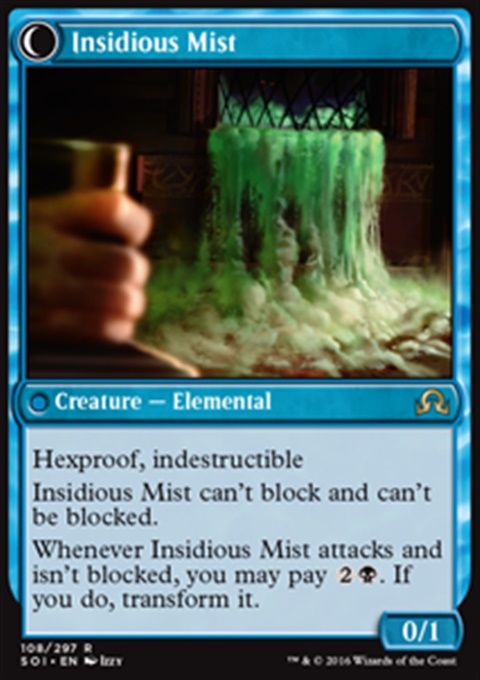 Insidious Mist
Creature — Elemental
Hexproof, indestructible
Insidious Mist can't block and can't
be blocked.
Whenever Insidious Mist attacks and
isn't blocked, you may pay 2. If
you do, transform it.
0/1
108/297 R
SOI • EN Izzy
™ & © 2016 Wizards of the Coast